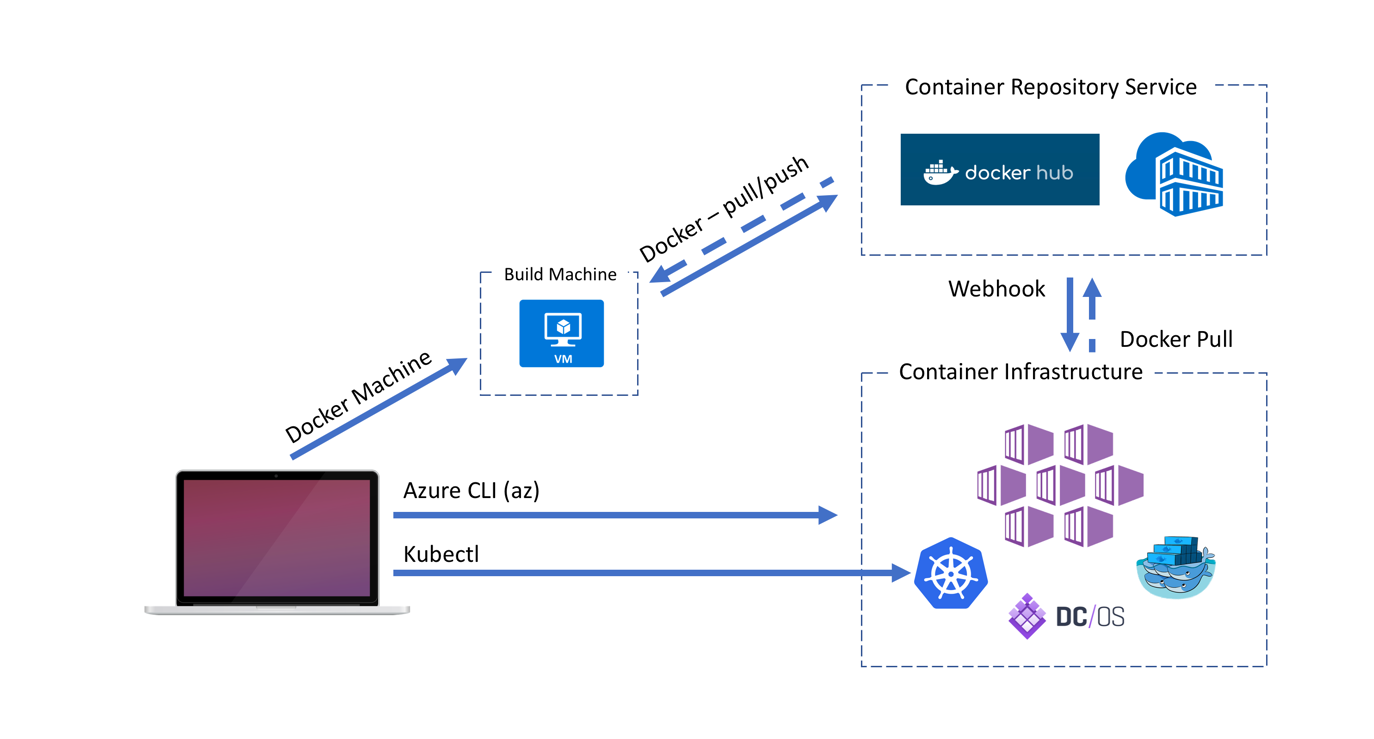 Container Repository Service
docker hub
Docker – pull/push
Build Machine
VM
Webhook
Docker Pull
Docker Machine
Container Infrastructure
Azure CLI (az)
Kubectl
DC/OS